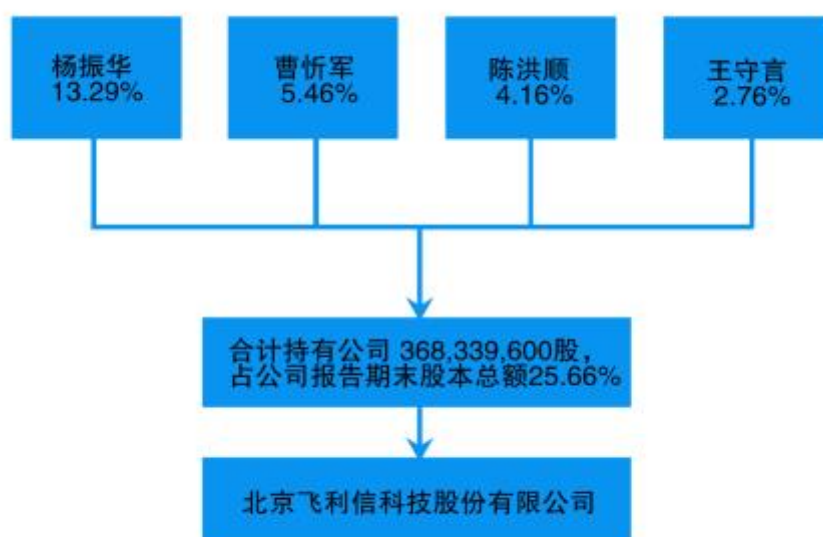 杨振华
13.29%
曹忻军
5.46%
陈洪顺
4.16%
王守言
2.76%
合计持有公司 368,339,600股，
占公司报告期末股本总额25.66%
北京飞利信科技股份有限公司